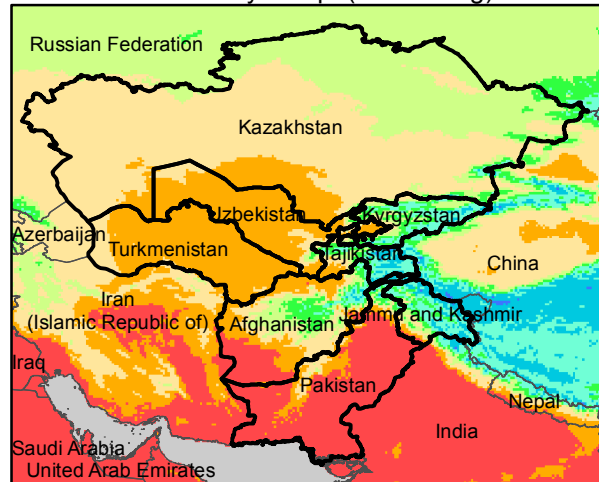 Russian Federation
Kazakhstan
Uzbekistan
Kyrgyzstan
Azerbaijan
Turkmenistan
Tajikistan
China
Iran
(Islamic Republic of)
Afghanistan
Jammu and Kashmir
Iraq
Pakistan
Nepal
India
Saudi Arabia
United Arab Emirates